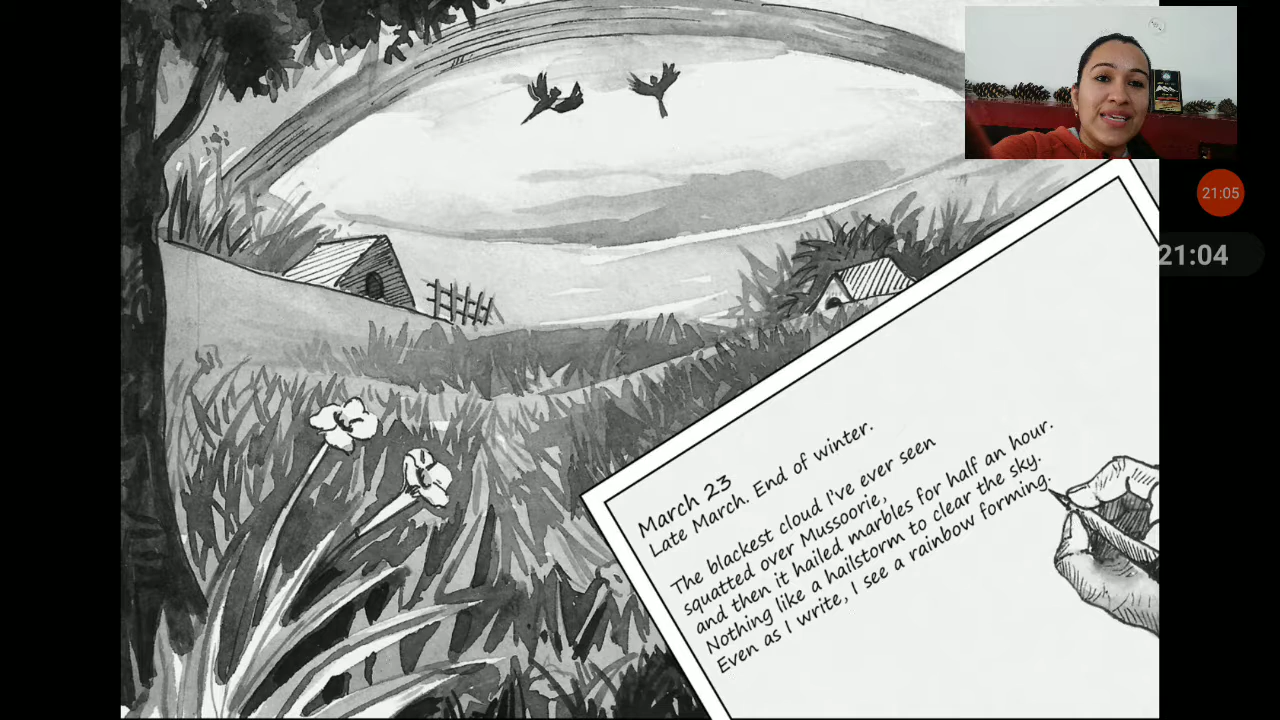 21:05
21:04
March 23
Late March. End of winter.
The blackest cloud I've ever seen
squatted over Mussoorie,
and then it hailed marbles for half an hour.
Nothing like a hailstorm to clear the sky.
Even as I write, I see a rainbow forming.